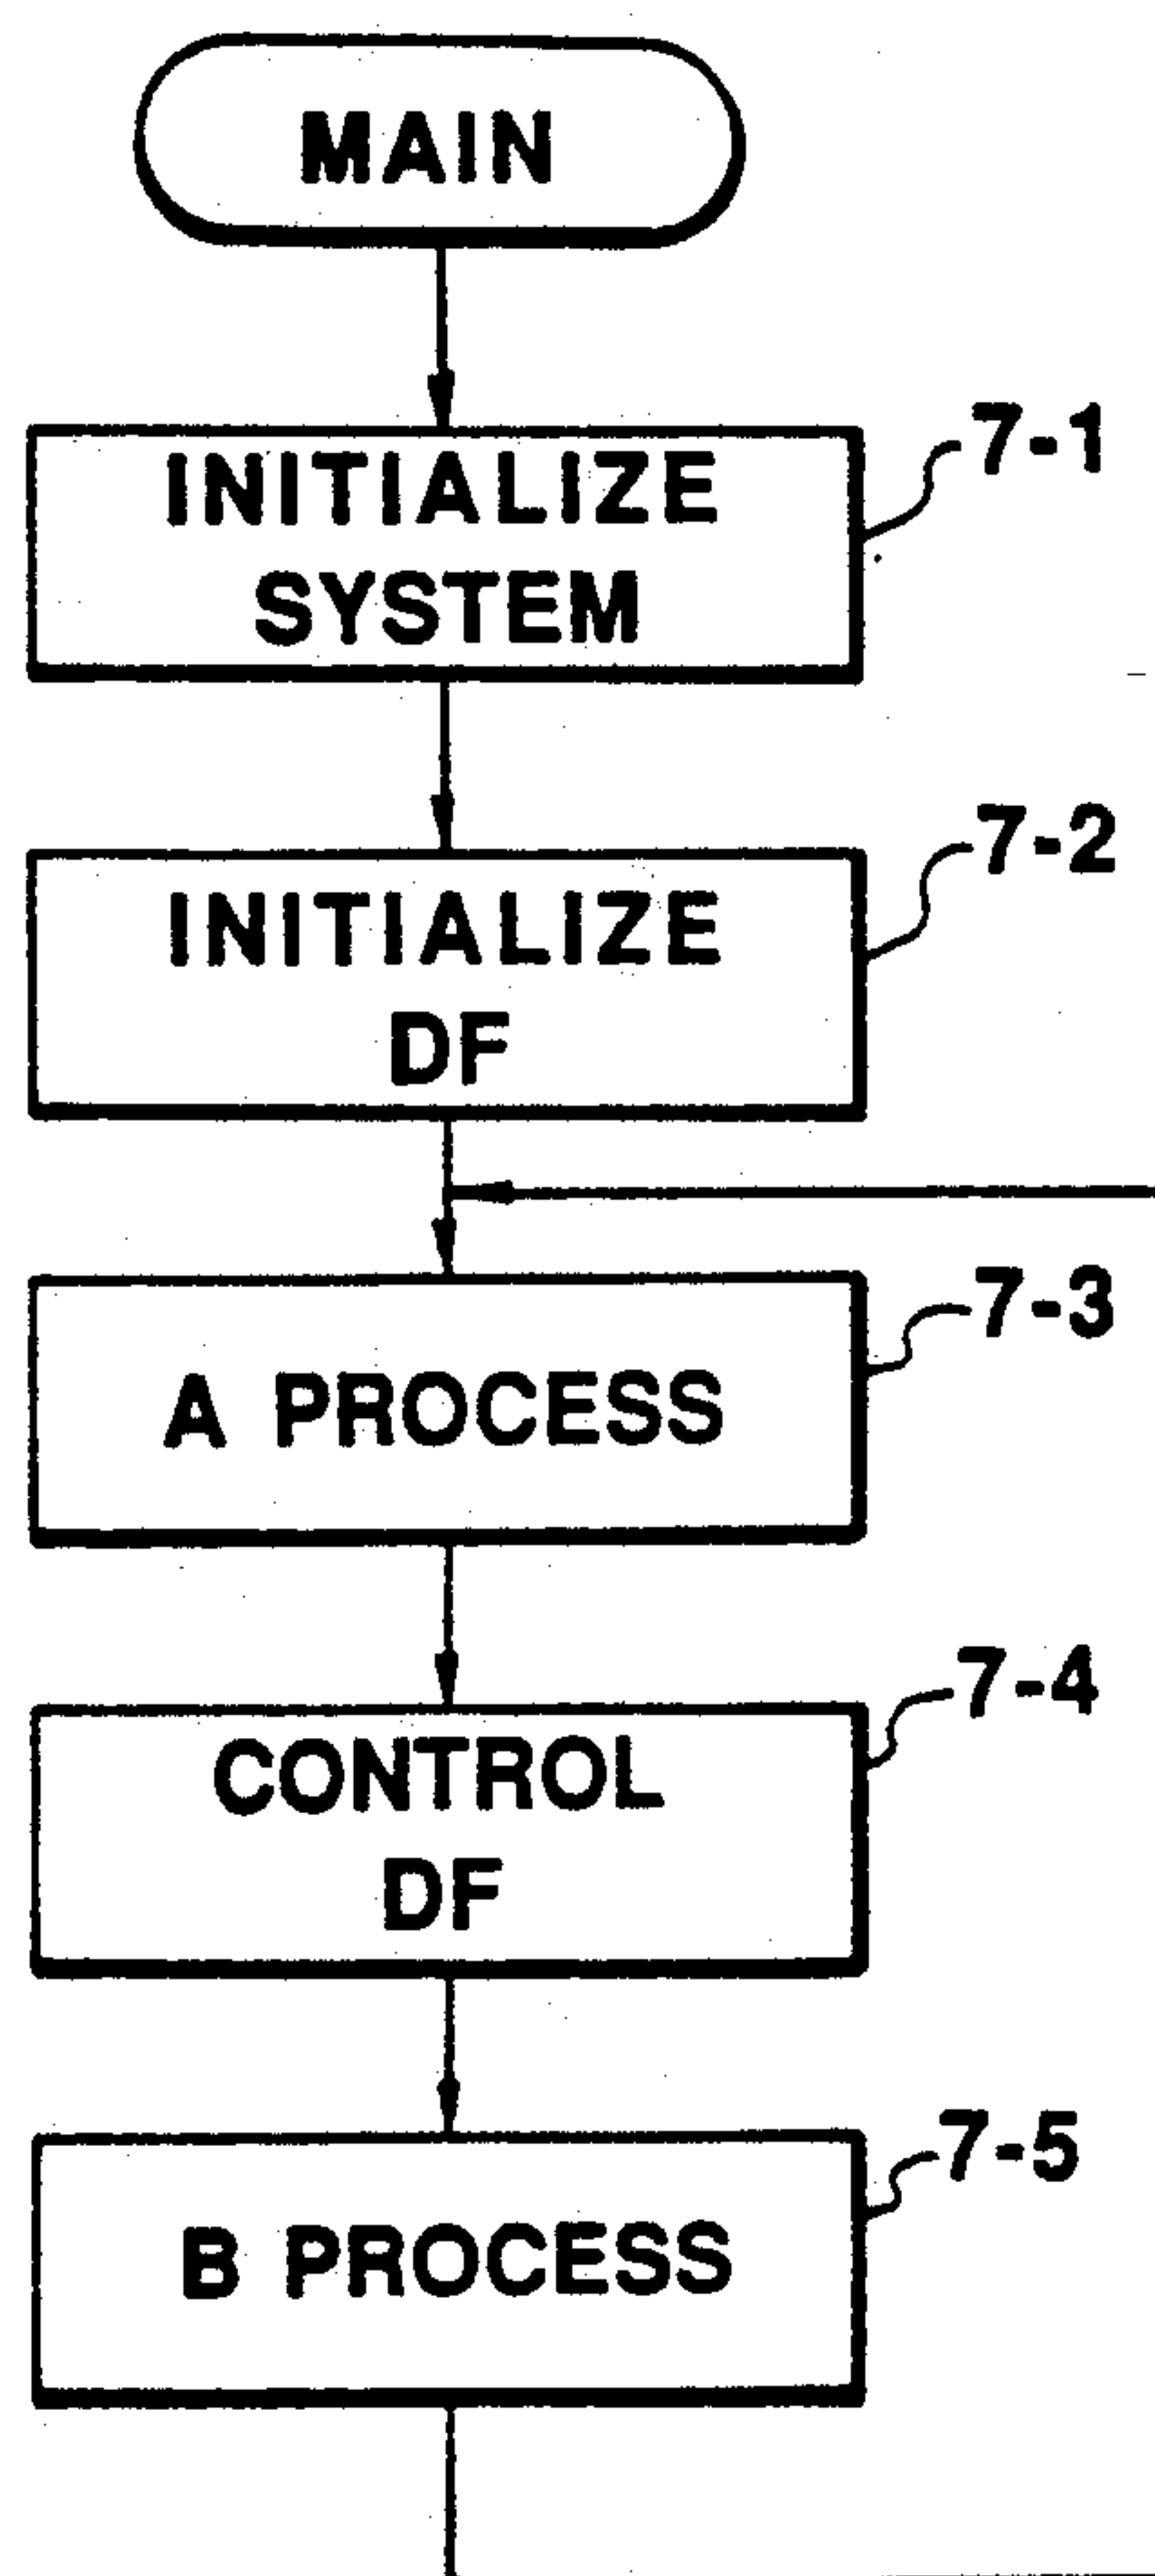 MAIN
INITIALIZE
SYSTEM
7-1
INITIALIZE
DF
7-2
A PROCESS
7-3
CONTROL
DF
7-4
B PROCESS
7-5